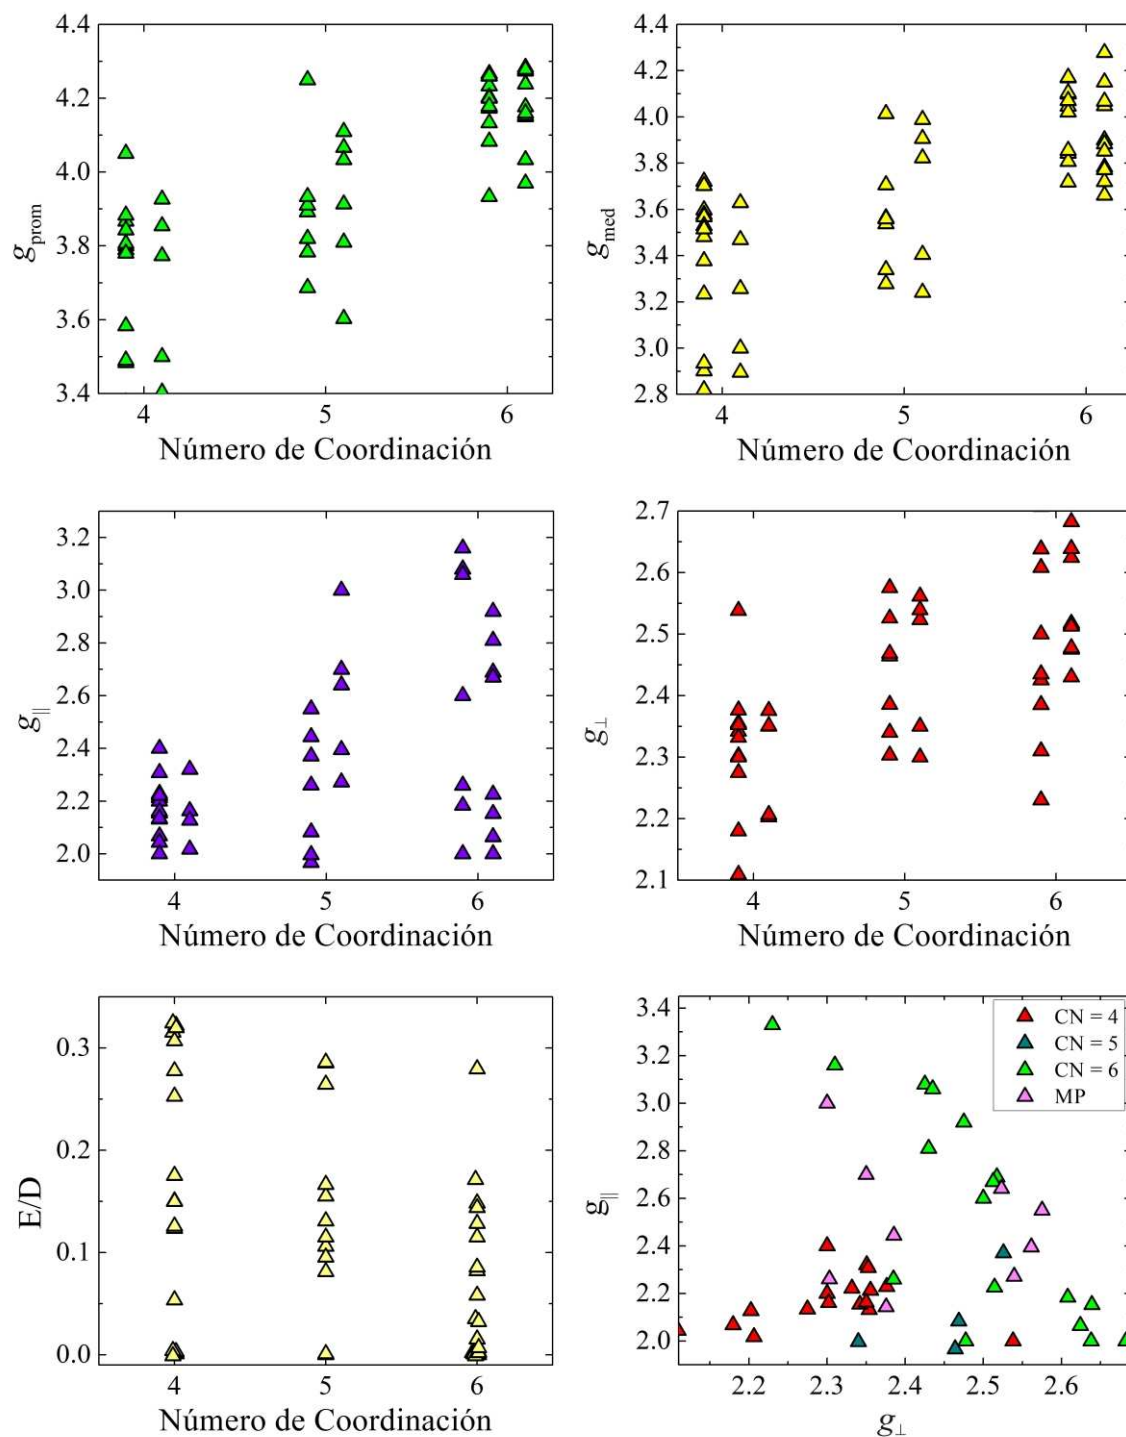 4.4
4.2
4.0
3.8
3.6
3.4
g_prom
4 5 6
Número de Coordinación
4.2
4.0
3.8
3.6
3.4
3.2
3.0
2.8
g_med
4 5 6
Número de Coordinación
3.2
3.0
2.8
2.6
2.4
2.2
2.0
g_||
4 5 6
Número de Coordinación
2.7
2.6
2.5
2.4
2.3
2.2
2.1
g_⊥
4 5 6
Número de Coordinación
0.3
0.2
0.1
0.0
E/D
4 5 6
Número de Coordinación
3.4
3.2
3.0
2.8
2.6
2.4
2.2
2.0
g_||
CN = 4
CN = 5
CN = 6
MP
2.2 2.3 2.4 2.5 2.6
g_⊥